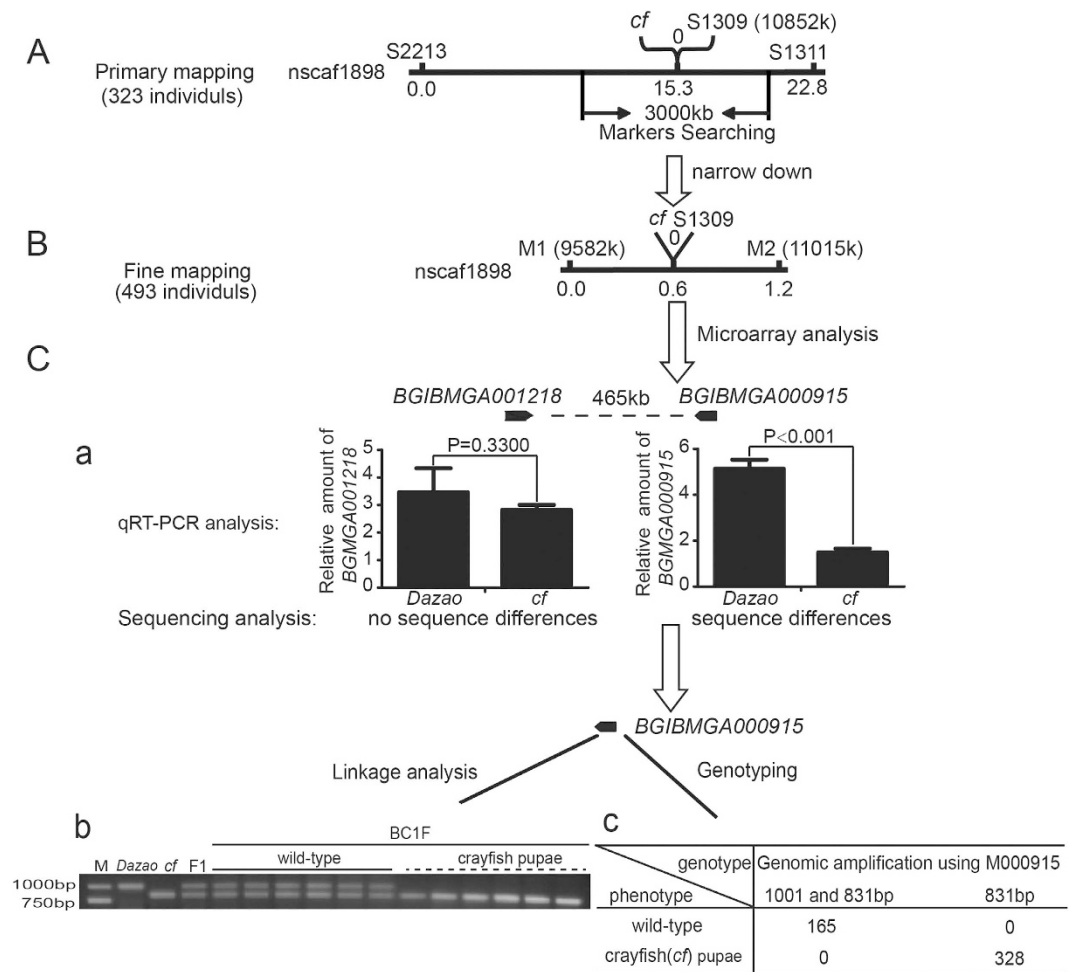 A
Primary mapping
(323 individuls)
nscaf1898
S2213
cf
0
S1309 (10852k)
S1311
0.0
15.3
22.8
3000kb
Markers Searching
narrow down
B
Fine mapping
(493 individuls)
nscaf1898
cf S1309
0
M1 (9582k)
M2 (11015k)
0.0
0.6
1.2
Microarray analysis
C
BGIBMGA001218
465kb
BGIBMGA000915
a
qRT-PCR analysis:
Relative amount of
BGMGA001218
5
4
3
2
1
0
P=0.3300
Dazao
cf
Relative amount of
BGMGA000915
6
4
2
0
P<0.001
Dazao
cf
Sequencing analysis:
no sequence differences
sequence differences
BGIBMGA000915
Linkage analysis
Genotyping
b
BC1F
M Dazao cf F1 wild-type crayfish pupae
1000bp
750bp
c
genotype Genomic amplification using M000915
phenotype 1001 and 831bp 831bp
wild-type 165 0
crayfish(cf) pupae 0 328